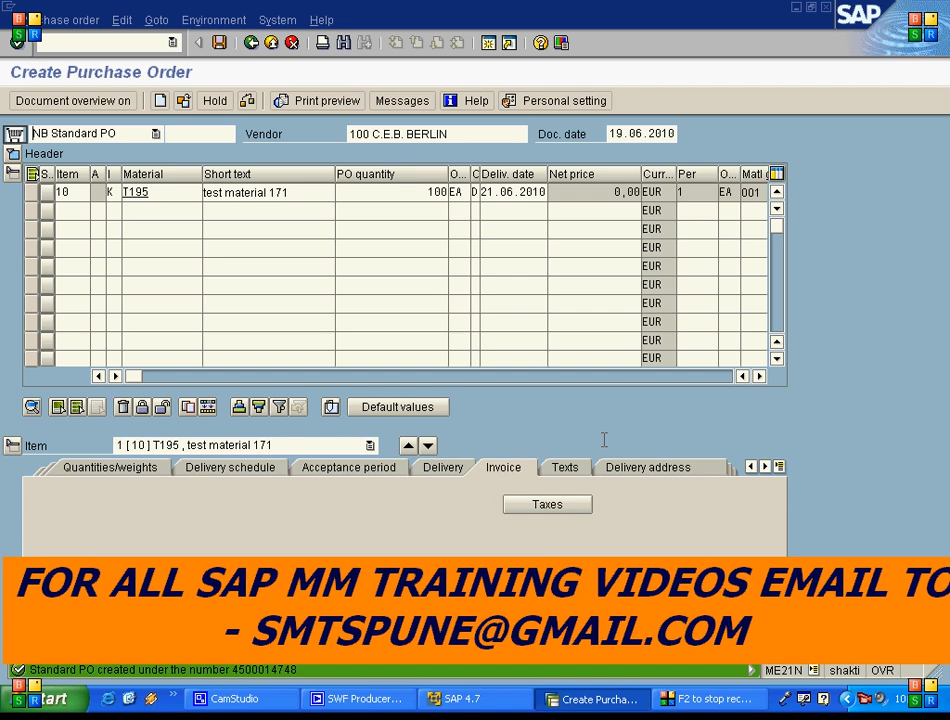 B hase order Edit Goto Environment System Help SAP B
S R S R
Create Purchase Order
Document overview on Hold Print preview Messages Help Personal setting
NB Standard PO Vendor 100 C.E.B. BERLIN Doc. date 19.06.2010
Header
S.. Item A I Material Short text PO quantity O... C Deliv. date Net price Curr... Per O... Matl g
10 K T195 test material 171 100 EA D 21.06.2010 0,00 EUR 1 EA 001
EUR
EUR
EUR
EUR
EUR
EUR
EUR
EUR
EUR
Default values
Item 1 [ 10 ] T195 , test material 171
Quantities/weights Delivery schedule Acceptance period Delivery Invoice Texts Delivery address
Taxes
FOR ALL SAP MM TRAINING VIDEOS EMAIL TO
- SMTSPUNE@GMAIL.COM
Standard PO created under the number 4500014748 ME21N shakti OVR
B B
S R tart CamStudio SWF Producer... SAP 4.7 Create Purcha... F2 to stop rec... 10 S R